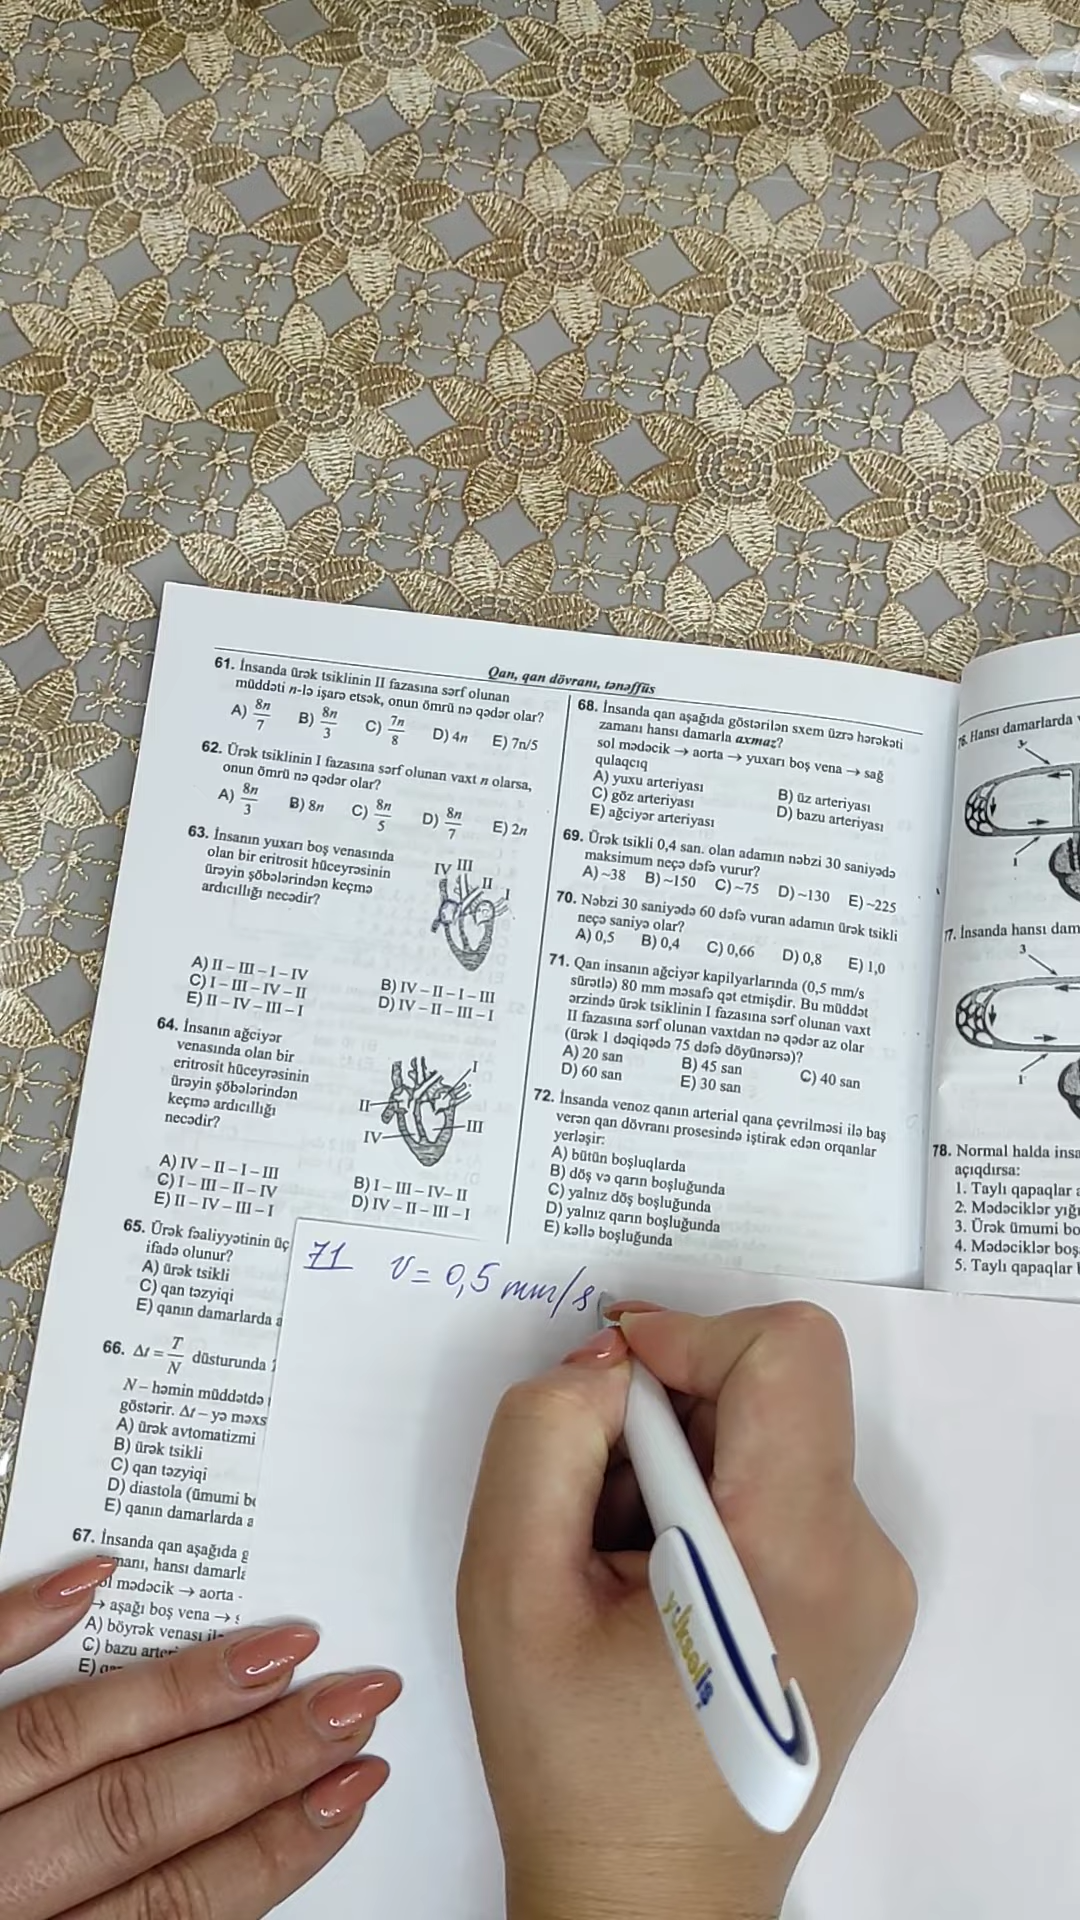 Qan, qan dövranı, tənəffüs
61. İnsanda ürək tsiklinin II fazasına sərf olunan
müddəti n-lə işarə etsək, onun ömrü nə qədər olar?
A) 8n/7 B) 8n/3 C) 7n/8 D) 4n E) 7n/5
62. Ürək tsiklinin I fazasına sərf olunan vaxt n olarsa,
onun ömrü nə qədər olar?
A) 8n/3 B) 8n C) 8n/5 D) 8n/7 E) 2n
63. İnsanın yuxarı boş venasında
olan bir eritrosit hüceyrəsinin
ürəyin şöbələrindən keçmə
ardıcıllığı necədir?
IV III II I
A) II – III – I – IV
B) IV – II – I – III
C) I – III – IV – II
D) IV – II – III – I
E) II – IV – III – I
64. İnsanın ağciyər
venasında olan bir
eritrosit hüceyrəsinin
ürəyin şöbələrindən
keçmə ardıcıllığı
necədir?
I
II
III
IV
A) IV – II – I – III
B) I – III – IV – II
C) I – III – II – IV
D) IV – II – III – I
E) II – IV – III – I
65. Ürək fəaliyyətinin üç
ifadə olunur?
A) ürək tsikli
C) qan təzyiqi
E) qanın damarlarda
66. Δt = T/N düsturunda
N – həmin müddətdə
göstərir. Δt – yə məxs
A) ürək avtomatizmi
B) ürək tsikli
C) qan təzyiqi
D) diastola (ümumi
E) qanın damarlarda
67. İnsanda qan aşağıda
mədəcik → aorta
→ aşağı boş vena →
A) böyrək venası
C) bazu
E)
68. İnsanda qan aşağıda göstərilən sxem üzrə hərəkəti
zamanı hansı damarla axmaz?
sol mədəcik → aorta → yuxarı boş vena → sağ
qulaqcıq
A) yuxu arteriyası
B) üz arteriyası
C) göz arteriyası
D) bazu arteriyası
E) ağciyər arteriyası
69. Ürək tsikli 0,4 san. olan adamın nəbzi 30 saniyədə
maksimum neçə dəfə vurur?
A) ~38 B) ~150 C) ~75 D) ~130 E) ~225
70. Nəbzi 30 saniyədə 60 dəfə vuran adamın ürək tsikli
neçə saniyə olar?
A) 0,5 B) 0,4 C) 0,66 D) 0,8 E) 1,0
71. Qan insanın ağciyər kapilyarlarında (0,5 mm/s
sürətlə) 80 mm məsafə qət etmişdir. Bu müddət
ərzində ürək tsiklinin I fazasına sərf olunan vaxt
II fazasına sərf olunan vaxtdan nə qədər az olar
(ürək 1 dəqiqədə 75 dəfə döyünərsə)?
A) 20 san B) 45 san C) 40 san
D) 60 san E) 30 san
72. İnsanda venoz qanın arterial qana çevrilməsi ilə baş
verən qan dövranı prosesində iştirak edən orqanlar
yerləşir:
A) bütün boşluqlarda
B) döş və qarın boşluğunda
C) yalnız döş boşluğunda
D) yalnız qarın boşluğunda
E) kəllə boşluğunda
76. Hansı damarlarda
3
1
77. İnsanda hansı
3
1
78. Normal halda
açıqdırsa:
1. Taylı qapaqlar
2. Mədəciklər
3. Ürək ümumi
4. Mədəciklər
5. Taylı qapaqlar
71 v = 0,5 mm/s
yüksəliş